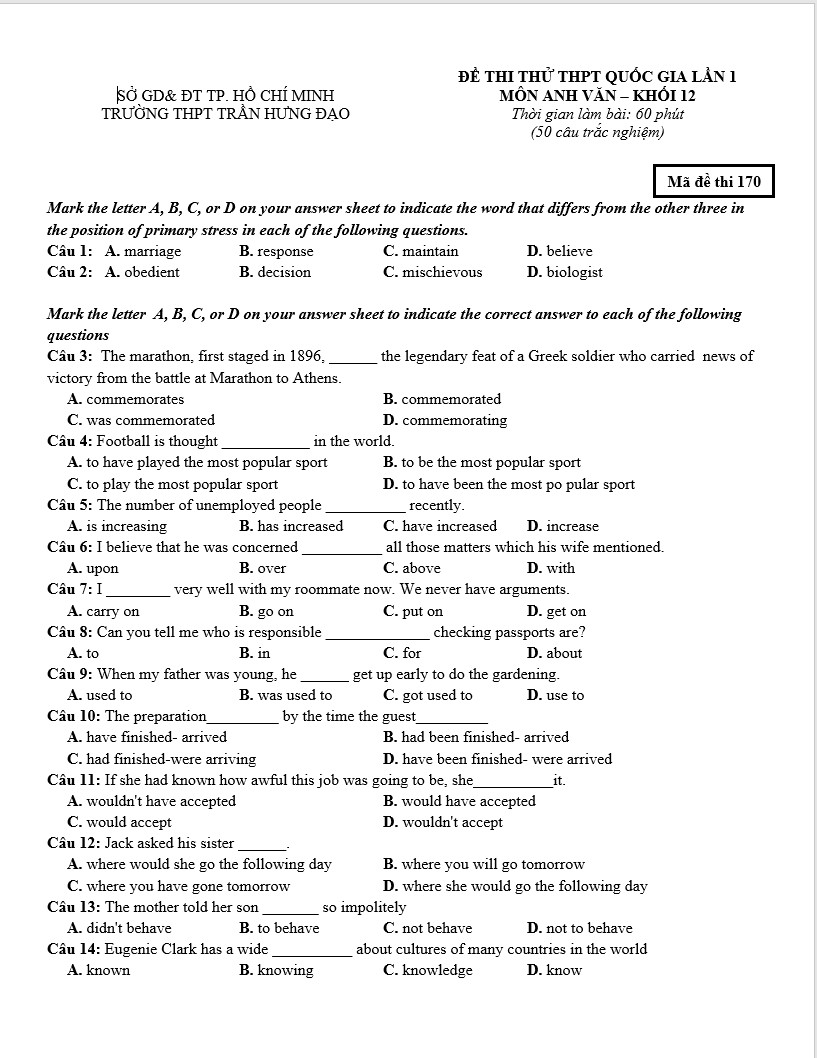 ĐỀ THI THỬ THPT QUỐC GIA LẦN 1
SỞ GD& ĐT TP. HỒ CHÍ MINH
MÔN ANH VĂN – KHỐI 12
TRƯỜNG THPT TRẦN HƯNG ĐẠO
Thời gian làm bài: 60 phút
(50 câu trắc nghiệm)
Mã đề thi 170
Mark the letter A, B, C, or D on your answer sheet to indicate the word that differs from the other three in
the position of primary stress in each of the following questions.
Câu 1: A. marriage B. response C. maintain D. believe
Câu 2: A. obedient B. decision C. mischievous D. biologist
Mark the letter A, B, C, or D on your answer sheet to indicate the correct answer to each of the following
questions
Câu 3: The marathon, first staged in 1896, ______ the legendary feat of a Greek soldier who carried news of
victory from the battle at Marathon to Athens.
A. commemorates B. commemorated
C. was commemorated D. commemorating
Câu 4: Football is thought ___________ in the world.
A. to have played the most popular sport B. to be the most popular sport
C. to play the most popular sport D. to have been the most po pular sport
Câu 5: The number of unemployed people __________ recently.
A. is increasing B. has increased C. have increased D. increase
Câu 6: I believe that he was concerned __________ all those matters which his wife mentioned.
A. upon B. over C. above D. with
Câu 7: I ________ very well with my roommate now. We never have arguments.
A. carry on B. go on C. put on D. get on
Câu 8: Can you tell me who is responsible _____________ checking passports are?
A. to B. in C. for D. about
Câu 9: When my father was young, he ______ get up early to do the gardening.
A. used to B. was used to C. got used to D. use to
Câu 10: The preparation_________ by the time the guest_________
A. have finished- arrived B. had been finished- arrived
C. had finished-were arriving D. have been finished- were arrived
Câu 11: If she had known how awful this job was going to be, she__________it.
A. wouldn't have accepted B. would have accepted
C. would accept D. wouldn't accept
Câu 12: Jack asked his sister ______.
A. where would she go the following day B. where you will go tomorrow
C. where you have gone tomorrow D. where she would go the following day
Câu 13: The mother told her son _______ so impolitely
A. didn't behave B. to behave C. not behave D. not to behave
Câu 14: Eugenie Clark has a wide __________ about cultures of many countries in the world
A. known B. knowing C. knowledge D. know